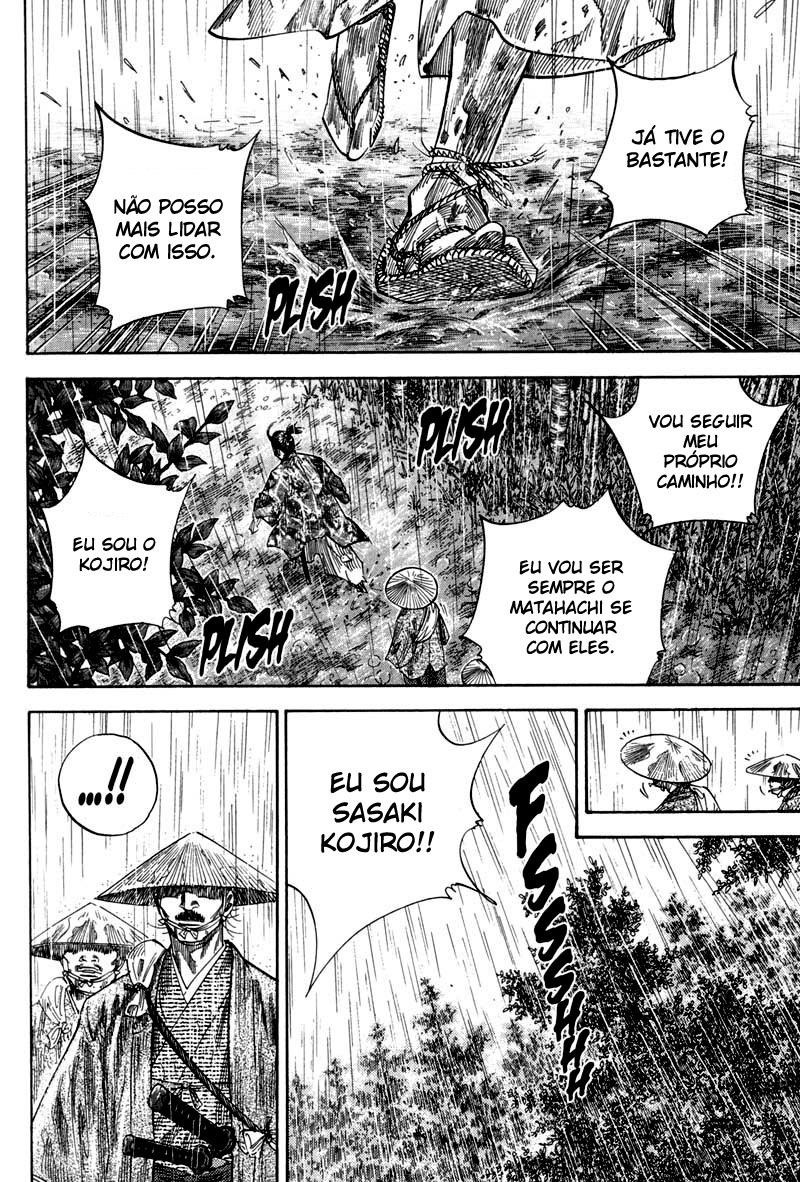 JÁ TIVE O
BASTANTE!
NÃO POSSO
MAIS LIDAR
COM ISSO.
PLISH
VOU SEGUIR
MEU
PRÓPRIO
CAMINHO!!
PLISH
EU VOU SER
SEMPRE O
MATAHACHI SE
CONTINUAR
COM ELES.
EU SOU O
KOJIRO!
PLISH
FSSSSHHH
EU SOU
SASAKI
KOJIRO!!
.....!!